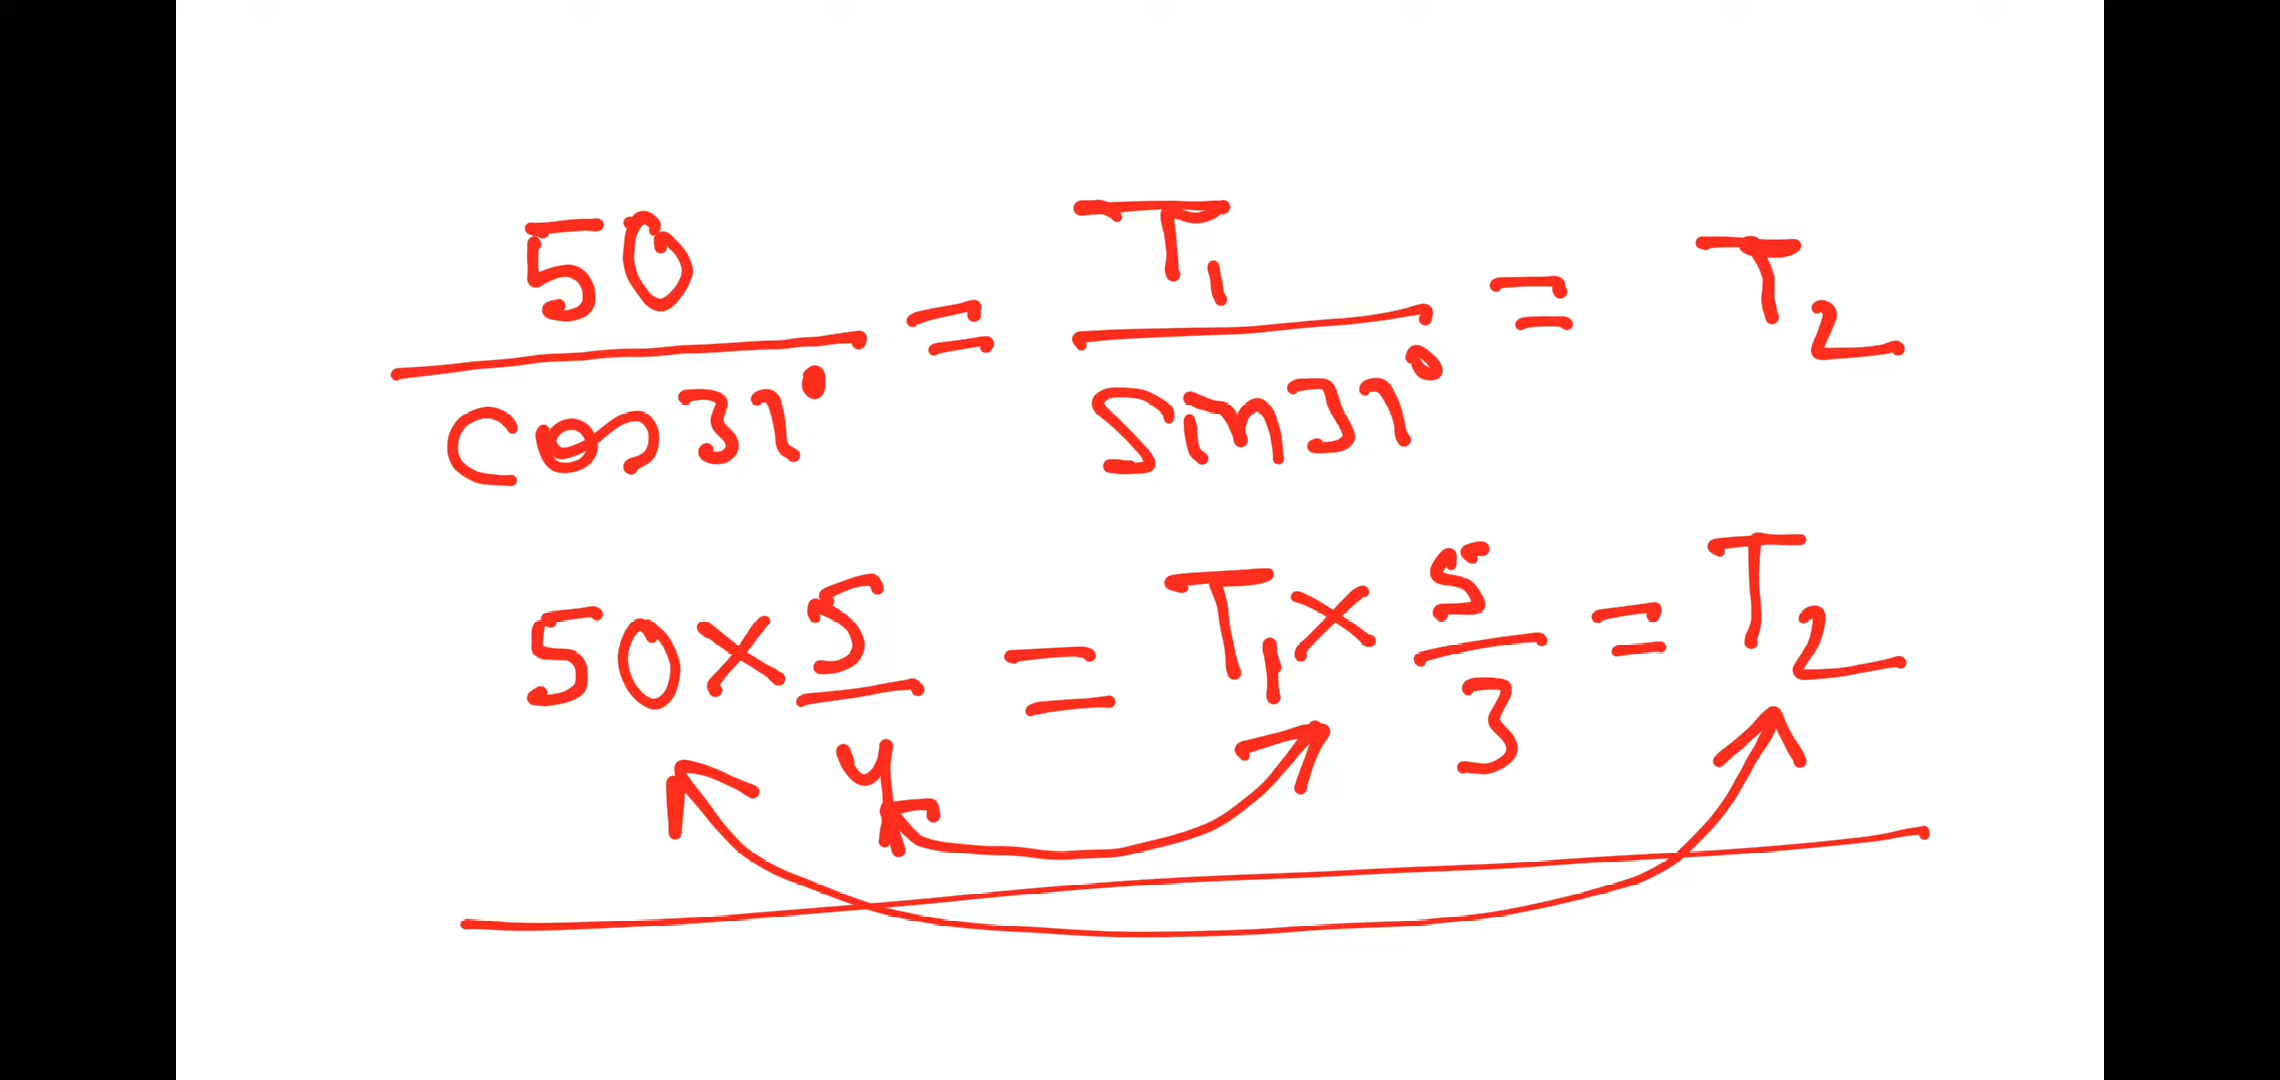 50/cos31° = T₁/sin31° = T₂
50×5/4 = T₁×5/3 = T₂